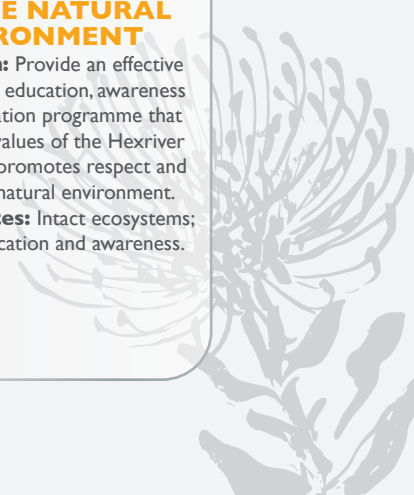 E NATURAL
RONMENT
: Provide an effective
education, awareness
ation programme that
values of the Hexriver
promotes respect and
natural environment.
es: Intact ecosystems;
cation and awareness.